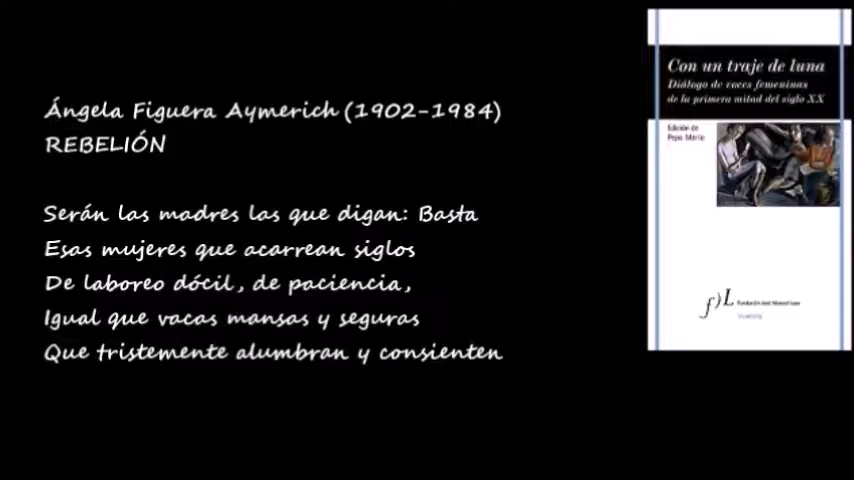 Ángela Figuera Aymerich (1902-1984)
REBELIÓN
Serán las madres las que digan: Basta
Esas mujeres que acarrean siglos
De laboreo dócil, de paciencia,
Igual que vacas mansas y seguras
Que tristemente alumbran y consienten
Con un traje de luna
Diálogo de voces femeninas
de la primera mitad del siglo XX
Edición de
Pepa Merlo
f)L Fundación José Manuel Lara